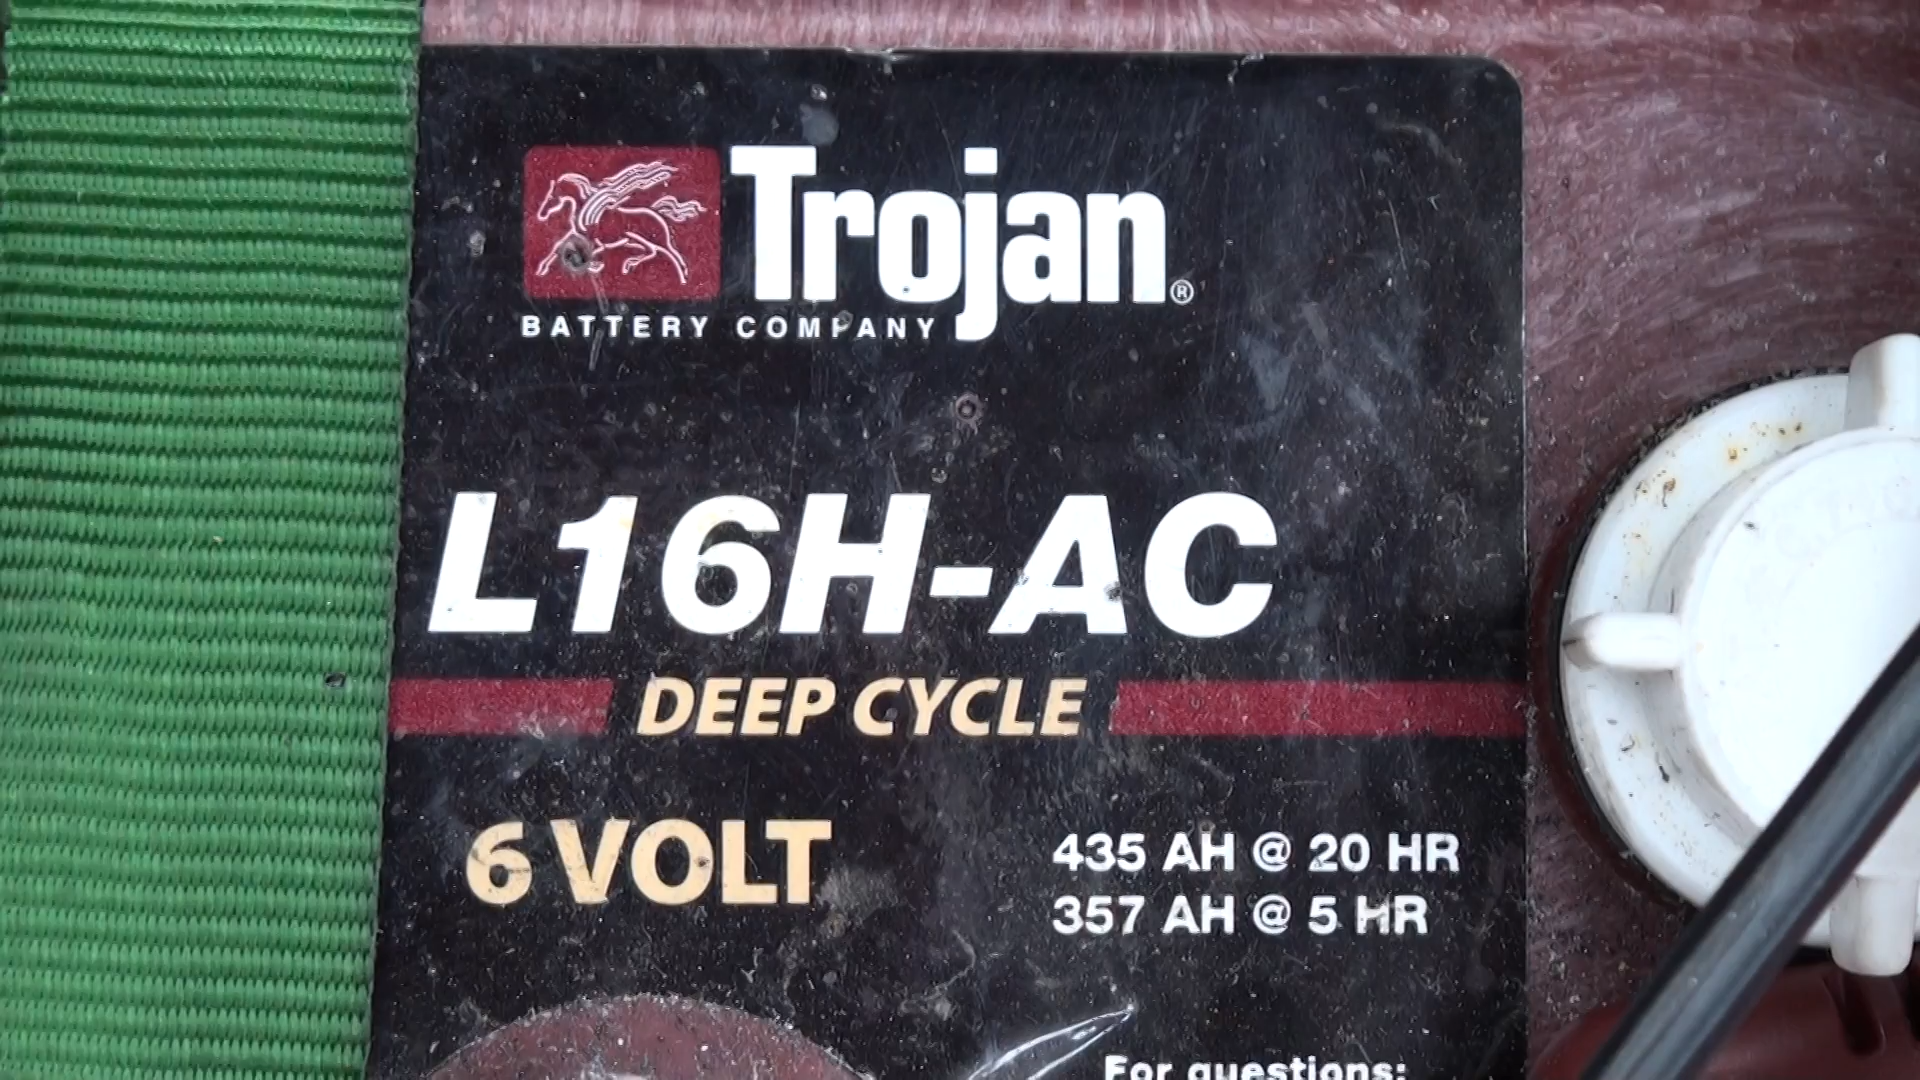 Trojan®
BATTERY COMPANY
L16H-AC
DEEP CYCLE
6 VOLT
435 AH @ 20 HR
357 AH @ 5 HR
For questions: